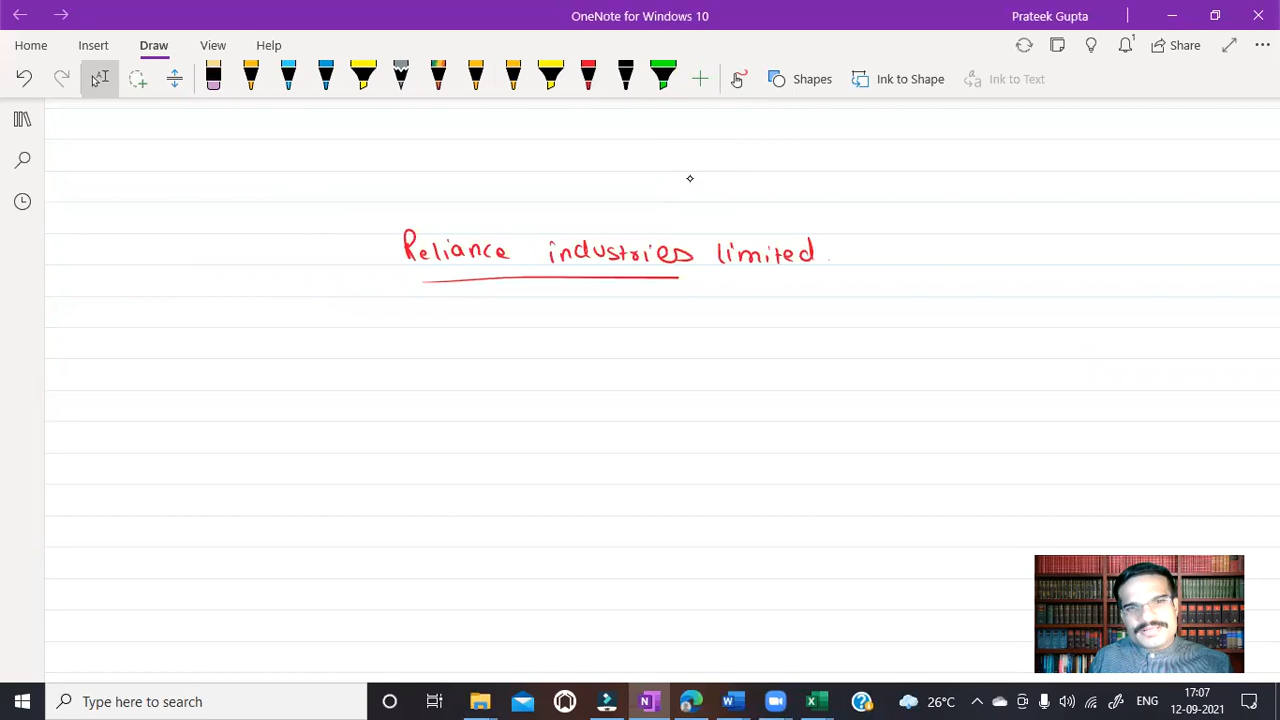 OneNote for Windows 10
Prateek Gupta
Home Insert Draw View Help
1
Share
Shapes Ink to Shape Ink to Text
Reliance industries limited.
Type here to search
26°C
ENG
17:07
12-09-2021